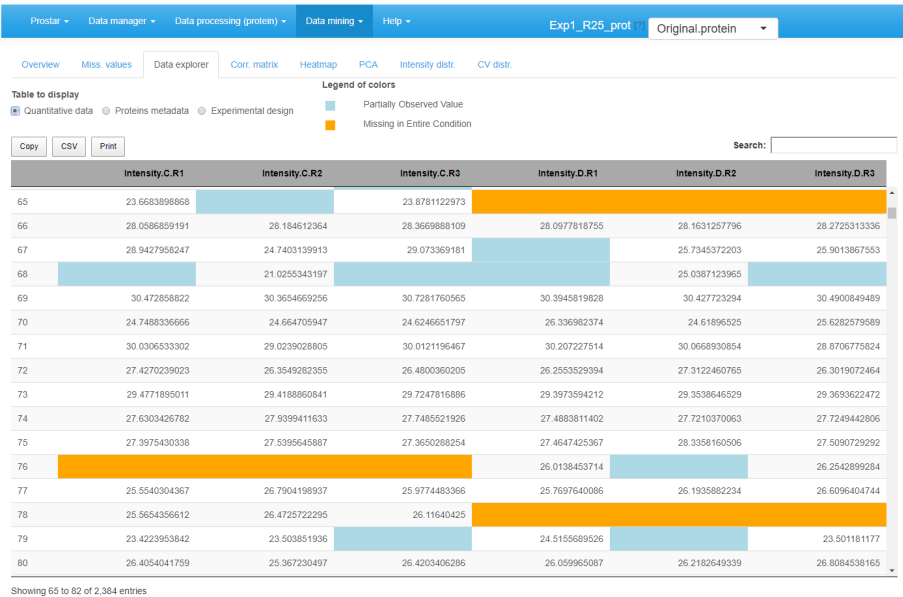 Prostar Data manager Data processing (protein) Data mining Help Exp1_R25_prot [?] Original.protein
Overview Miss. values Data explorer Corr. matrix Heatmap PCA Intensity distr. CV distr.
Table to display Legend of colors
Quantitative data Proteins metadata Experimental design Partially Observed Value
Missing in Entire Condition
Copy CSV Print Search:
Intensity.C.R1 Intensity.C.R2 Intensity.C.R3 Intensity.D.R1 Intensity.D.R2 Intensity.D.R3
65 23.6683898868 23.8781122973
66 28.0586859191 28.184612364 28.3669888109 28.0977818755 28.1631257796 28.2725313336
67 28.9427958247 24.7403139913 29.073369181 25.7345372203 25.9013867553
68 21.0255343197 25.0387123965
69 30.472858822 30.3654669256 30.7281760565 30.3945819828 30.427723294 30.4900849489
70 24.7488336666 24.664705947 24.6246651797 26.336982374 24.61896525 25.6282579589
71 30.0306533302 29.0239028805 30.0121196467 30.207227514 30.0668930854 28.8706775824
72 27.4270239023 26.3549282355 26.4800360205 26.2553529394 27.3122460765 26.3019072464
73 29.4771895011 29.4188860841 29.7247816886 29.3973594212 29.3538646529 29.3693622472
74 27.6303426782 27.9399411633 27.7485521926 27.4883811402 27.7210370063 27.7249442806
75 27.3975430338 27.5395645887 27.3650288254 27.4647425367 28.3358160506 27.5090729292
76 26.0138453714 26.2542899284
77 25.5540304367 26.7904198937 25.9774483366 25.7697640086 26.1935882234 26.6096404744
78 25.5654356612 26.4725722295 26.11640425
79 23.4223953842 23.503851936 24.5155689526 23.501181177
80 26.4054041759 25.367230497 26.4203406286 26.059965087 26.2182649339 26.8084538165
Showing 65 to 82 of 2,384 entries